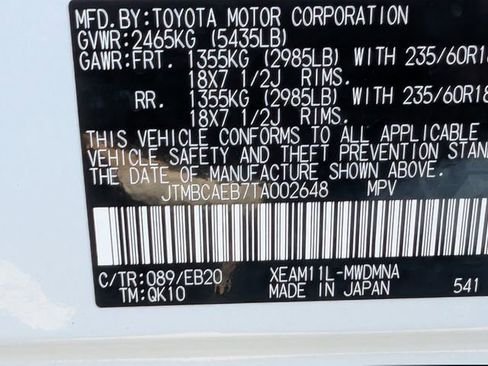 MFD.BY:TOYOTA MOTOR CORPORATION
GVWR:2465KG (5435LB)
GAWR:FRT. 1355KG (2985LB) WITH 235/60R18
18X7 1/2J RIMS.
RR. 1355KG (2985LB) WITH 235/60R18
18X7 1/2J RIMS.
THIS VEHICLE CONFORMS TO ALL APPLICABLE
VEHICLE SAFETY AND THEFT PREVENTION STAN
THE DATE OF MANUFACTURE SHOWN ABOVE.
JTMBCAEB7TA002648 MPV
C/TR:089/EB20 XEAM11L-MWDMNA
TM:QK10 MADE IN JAPAN 541